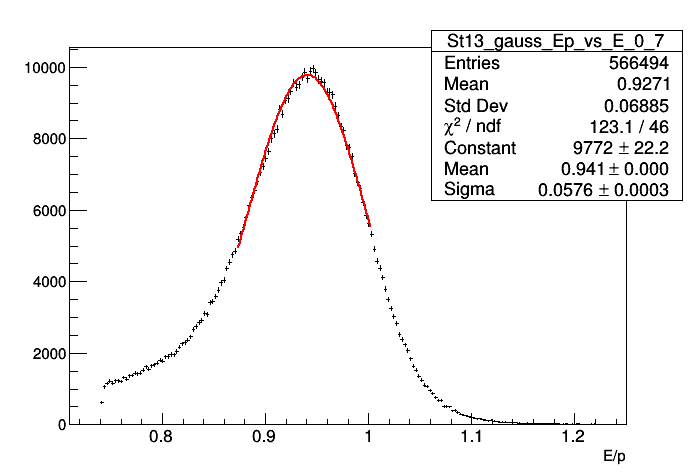 St13_gauss_Ep_vs_E_0_7
Entries 566494
Mean 0.9271
Std Dev 0.06885
χ² / ndf 123.1 / 46
Constant 9772 ± 22.2
Mean 0.941 ± 0.000
Sigma 0.0576 ± 0.0003
10000
8000
6000
4000
2000
0
0.8 0.9 1 1.1 1.2
E/p